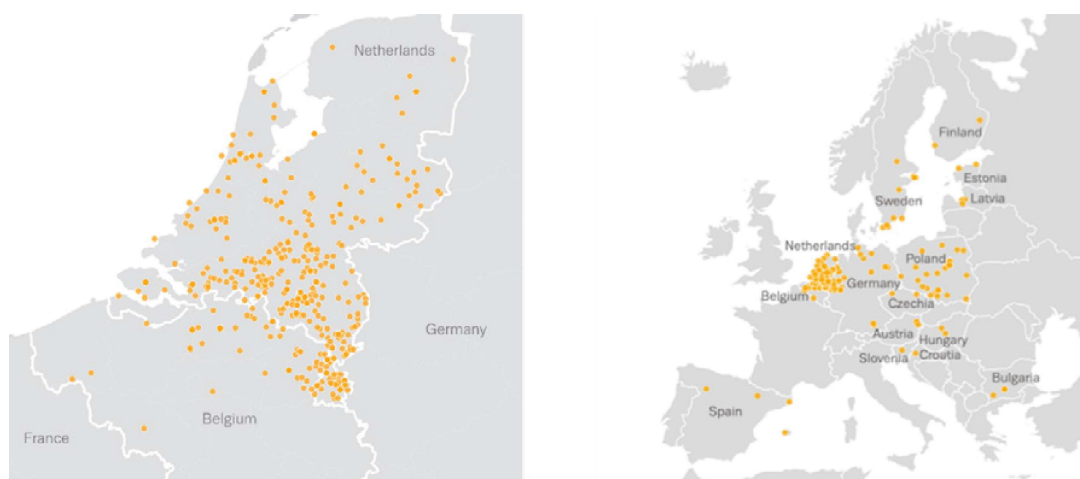 Netherlands
Germany
Belgium
France
Finland
Estonia
Sweden
Latvia
Netherlands
Poland
Germany
Belgium
Czechia
Austria
Hungary
Slovenia
Croatia
Bulgaria
Spain